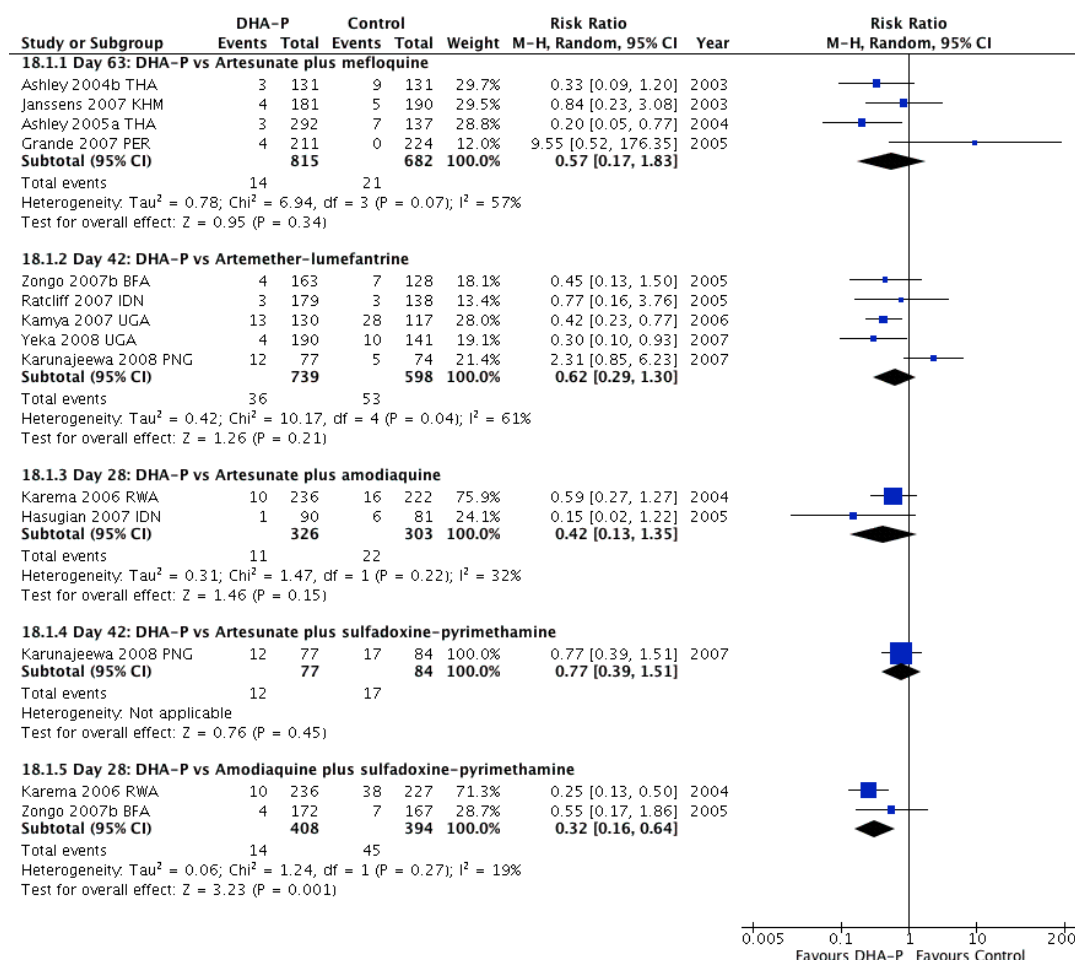 DHA-P Control Risk Ratio Risk Ratio
Study or Subgroup Events Total Events Total Weight M-H, Random, 95% CI Year M-H, Random, 95% CI
18.1.1 Day 63: DHA-P vs Artesunate plus mefloquine
Ashley 2004b THA 3 131 9 131 29.7% 0.33 [0.09, 1.20] 2003
Janssens 2007 KHM 4 181 5 190 29.5% 0.84 [0.23, 3.08] 2003
Ashley 2005a THA 3 292 7 137 28.8% 0.20 [0.05, 0.77] 2004
Grande 2007 PER 4 211 0 224 12.0% 9.55 [0.52, 176.35] 2005
Subtotal (95% CI) 815 682 100.0% 0.57 [0.17, 1.83]
Total events 14 21
Heterogeneity: Tau² = 0.78; Chi² = 6.94, df = 3 (P = 0.07); I² = 57%
Test for overall effect: Z = 0.95 (P = 0.34)
18.1.2 Day 42: DHA-P vs Artemether-lumefantrine
Zongo 2007b BFA 4 163 7 128 18.1% 0.45 [0.13, 1.50] 2005
Ratcliff 2007 IDN 3 179 3 138 13.4% 0.77 [0.16, 3.76] 2005
Kamya 2007 UGA 13 130 28 117 28.0% 0.42 [0.23, 0.77] 2006
Yeka 2008 UGA 4 190 10 141 19.1% 0.30 [0.10, 0.93] 2007
Karunajeewa 2008 PNG 12 77 5 74 21.4% 2.31 [0.85, 6.23] 2007
Subtotal (95% CI) 739 598 100.0% 0.62 [0.29, 1.30]
Total events 36 53
Heterogeneity: Tau² = 0.42; Chi² = 10.17, df = 4 (P = 0.04); I² = 61%
Test for overall effect: Z = 1.26 (P = 0.21)
18.1.3 Day 28: DHA-P vs Artesunate plus amodiaquine
Karema 2006 RWA 10 236 16 222 75.9% 0.59 [0.27, 1.27] 2004
Hasugian 2007 IDN 1 90 6 81 24.1% 0.15 [0.02, 1.22] 2005
Subtotal (95% CI) 326 303 100.0% 0.42 [0.13, 1.35]
Total events 11 22
Heterogeneity: Tau² = 0.31; Chi² = 1.47, df = 1 (P = 0.22); I² = 32%
Test for overall effect: Z = 1.46 (P = 0.15)
18.1.4 Day 42: DHA-P vs Artesunate plus sulfadoxine-pyrimethamine
Karunajeewa 2008 PNG 12 77 17 84 100.0% 0.77 [0.39, 1.51] 2007
Subtotal (95% CI) 77 84 100.0% 0.77 [0.39, 1.51]
Total events 12 17
Heterogeneity: Not applicable
Test for overall effect: Z = 0.76 (P = 0.45)
18.1.5 Day 28: DHA-P vs Amodiaquine plus sulfadoxine-pyrimethamine
Karema 2006 RWA 10 236 38 227 71.3% 0.25 [0.13, 0.50] 2004
Zongo 2007b BFA 4 172 7 167 28.7% 0.55 [0.17, 1.86] 2005
Subtotal (95% CI) 408 394 100.0% 0.32 [0.16, 0.64]
Total events 14 45
Heterogeneity: Tau² = 0.06; Chi² = 1.24, df = 1 (P = 0.27); I² = 19%
Test for overall effect: Z = 3.23 (P = 0.001)
0.005 0.1 1 10 200
Favours DHA-P Favours Control